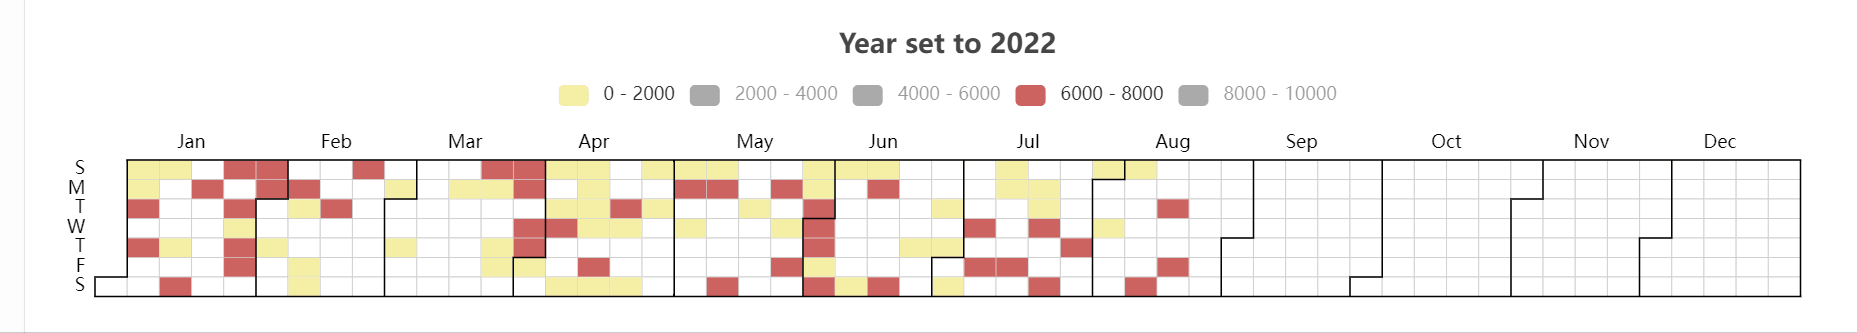 Year set to 2022
0 - 2000 2000 - 4000 4000 - 6000 6000 - 8000 8000 - 10000
Jan Feb Mar Apr May Jun Jul Aug Sep Oct Nov Dec
S
M
T
W
T
F
S